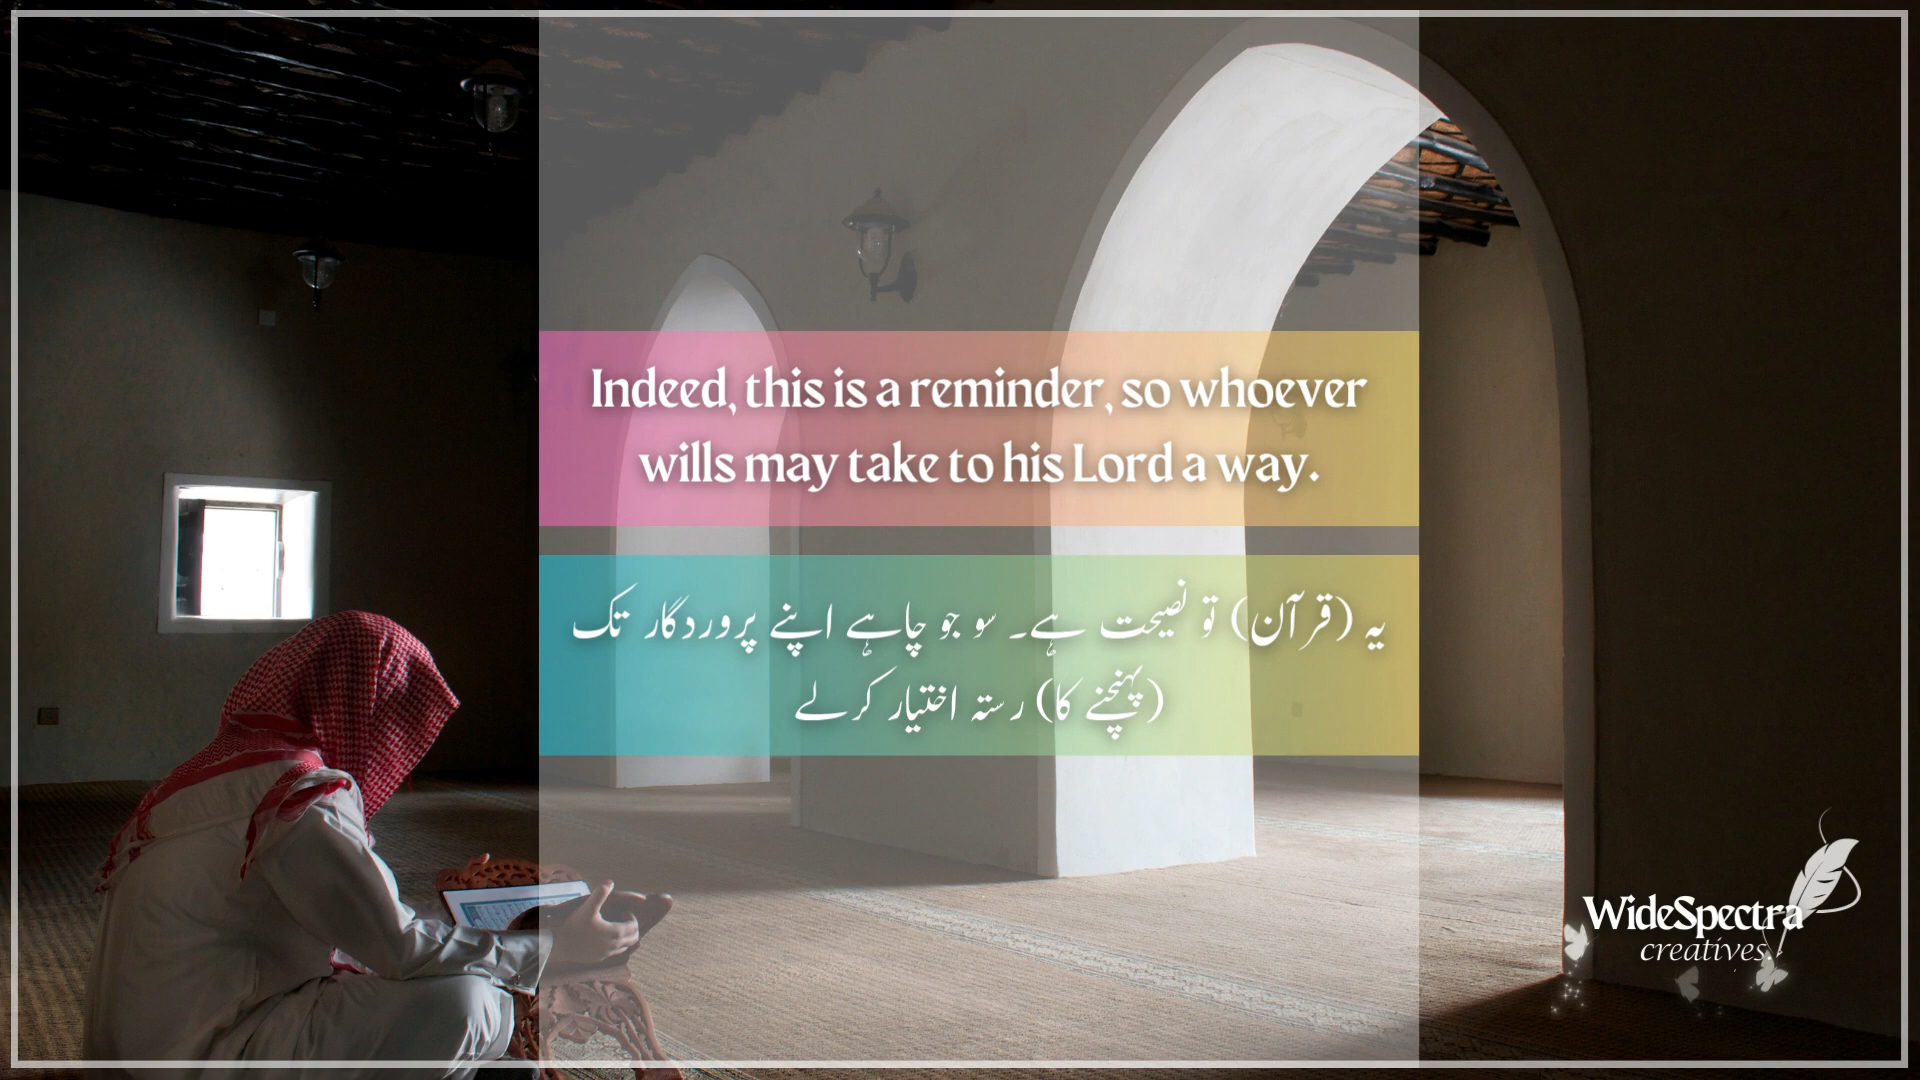 Indeed, this is a reminder, so whoever
wills may take to his Lord a way.
یہ (قرآن) تو نصیحت ہے۔ سو جو چاہے اپنے پروردگار تک
(پہنچنے کا) رستہ اختیار کرلے
WideSpectra
creatives.